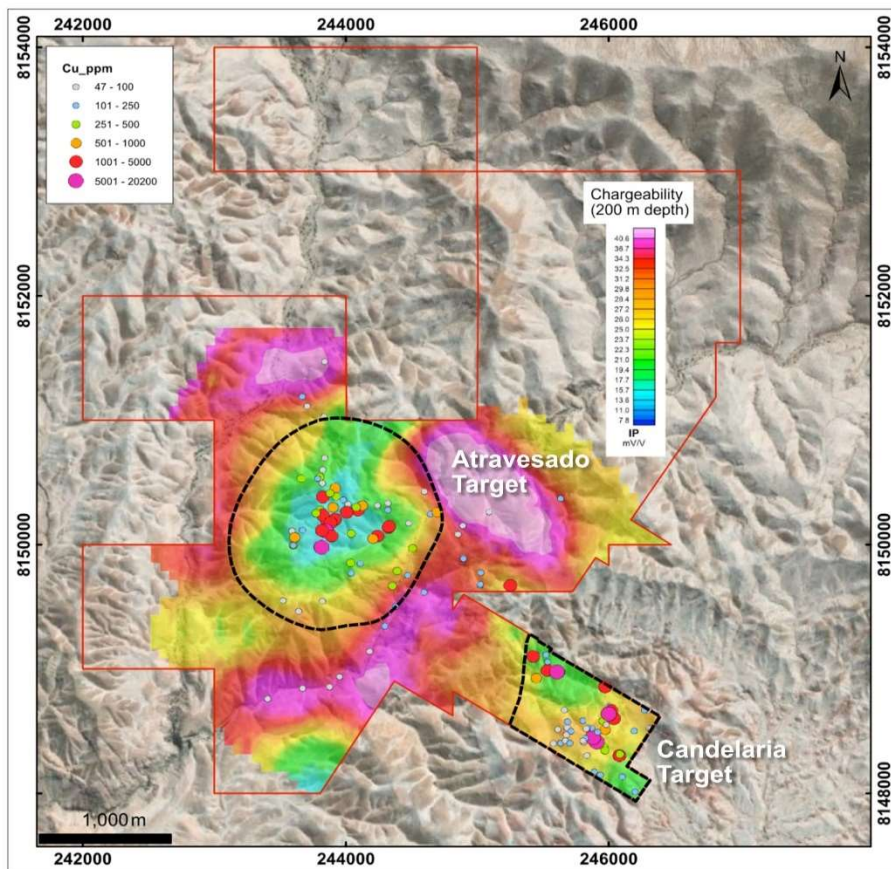 242000
244000
246000
8154000
8154000
N
Cu_ppm
47 - 100
101 - 250
251 - 500
501 - 1000
1001 - 5000
5001 - 20200
Chargeability
(200 m depth)
40.6
36.7
34.3
32.5
31.2
29.8
28.4
27.2
26.0
25.0
23.7
22.3
21.0
19.4
17.7
15.7
13.6
11.0
7.8
IP
mV/V
8152000
8152000
Atravesado
Target
8150000
8150000
Candelaria
Target
8148000
8148000
1,000 m
242000
244000
246000